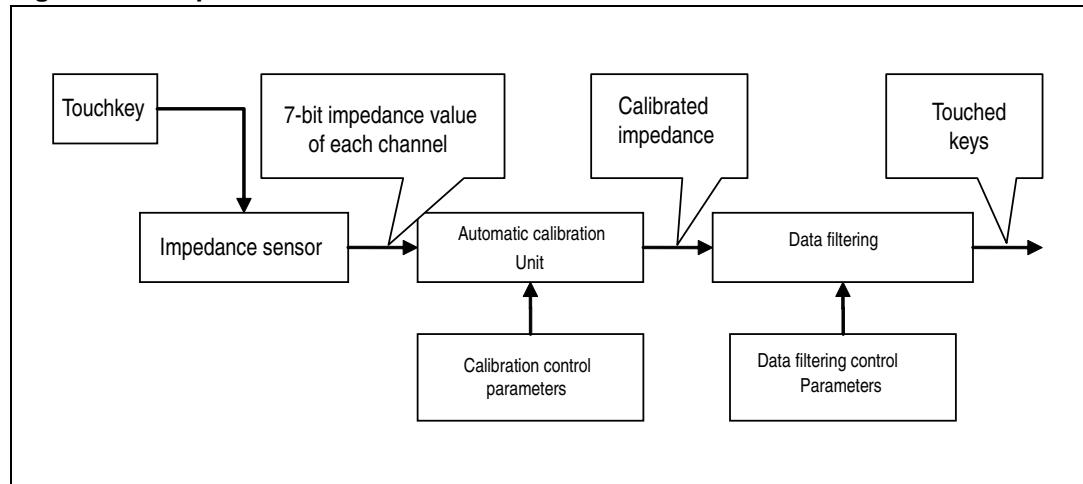 Touchkey
7-bit impedance value
of each channel
Calibrated
impedance
Touched
keys
Impedance sensor
Automatic calibration
Unit
Data filtering
Calibration control
parameters
Data filtering control
Parameters